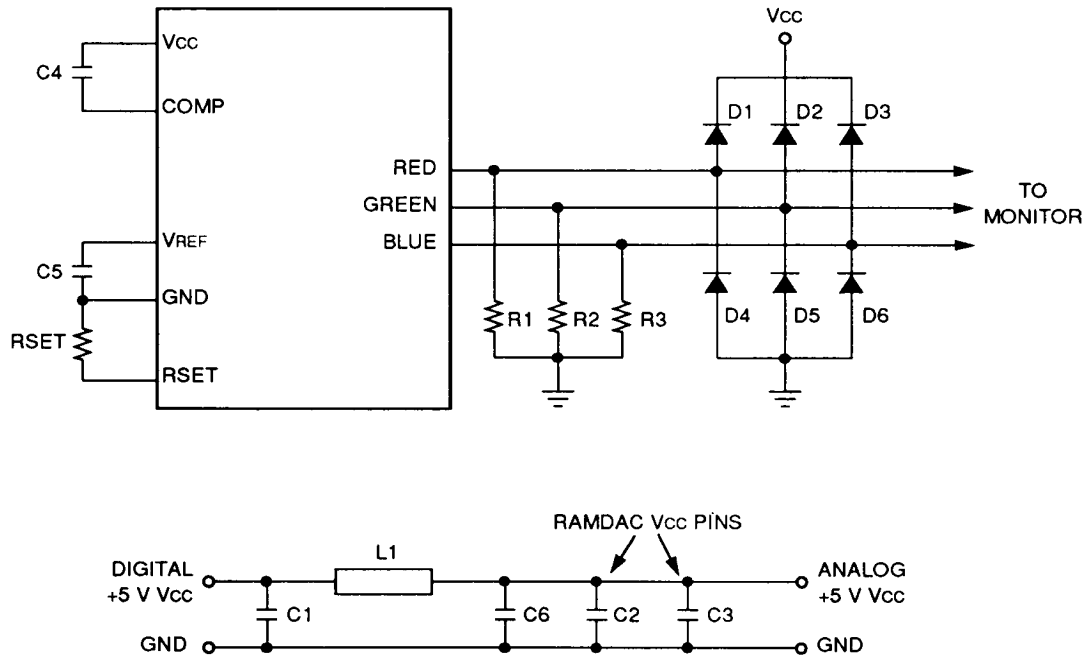 Vcc
C4
COMP
Vcc
D1
D2
D3
RED
GREEN
BLUE
TO
MONITOR
VREF
C5
GND
RSET
RSET
R1
R2
R3
D4
D5
D6
RAMDAC Vcc PINS
L1
DIGITAL
+5 V Vcc
C1
C6
C2
C3
ANALOG
+5 V Vcc
GND
GND